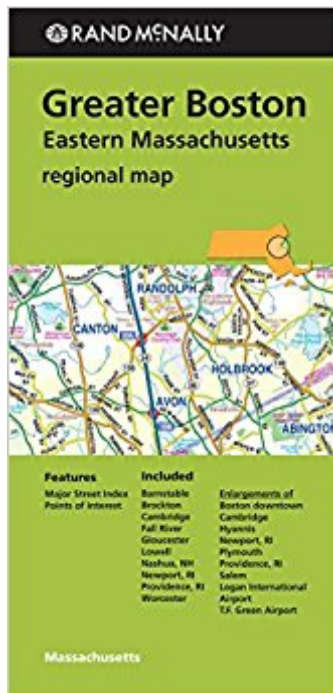 RAND McNALLY
Greater Boston
Eastern Massachusetts
regional map
RANDOLPH
CANTON
HOLBROOK
AVON
ABINGTON
Features
Major Street Index
Points of Interest
Included
Barnstable
Brockton
Cambridge
Fall River
Gloucester
Lowell
Nashua, NH
Newport, RI
Providence, RI
Worcester
Enlargements of
Boston downtown
Cambridge
Hyannis
Newport, RI
Plymouth
Providence, RI
Salem
Logan International
Airport
T.F. Green Airport
Massachusetts